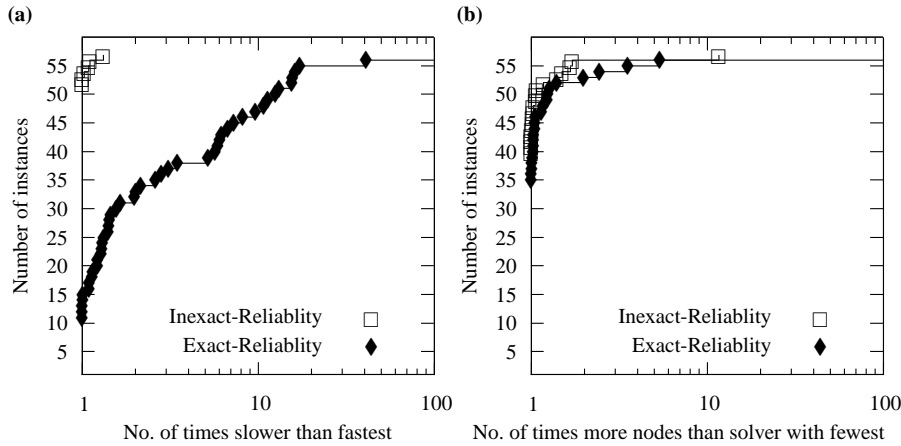 (a)
Number of instances
55
50
45
40
35
30
25
20
15
10
5
Inexact-Reliablity
Exact-Reliablity
1 10 100
No. of times slower than fastest
(b)
Number of instances
55
50
45
40
35
30
25
20
15
10
5
Inexact-Reliablity
Exact-Reliablity
1 10 100
No. of times more nodes than solver with fewest